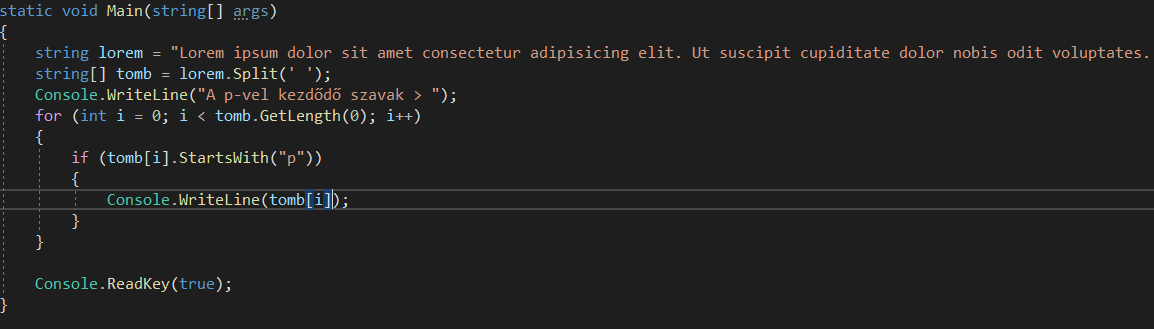 static void Main(string[] args)
{
string lorem = "Lorem ipsum dolor sit amet consectetur adipisicing elit. Ut suscipit cupiditate dolor nobis odit voluptates.
string[] tomb = lorem.Split(' ');
Console.WriteLine("A p-vel kezdődő szavak > ");
for (int i = 0; i < tomb.GetLength(0); i++)
{
if (tomb[i].StartsWith("p"))
{
Console.WriteLine(tomb[i]);
}
}
Console.ReadKey(true);
}